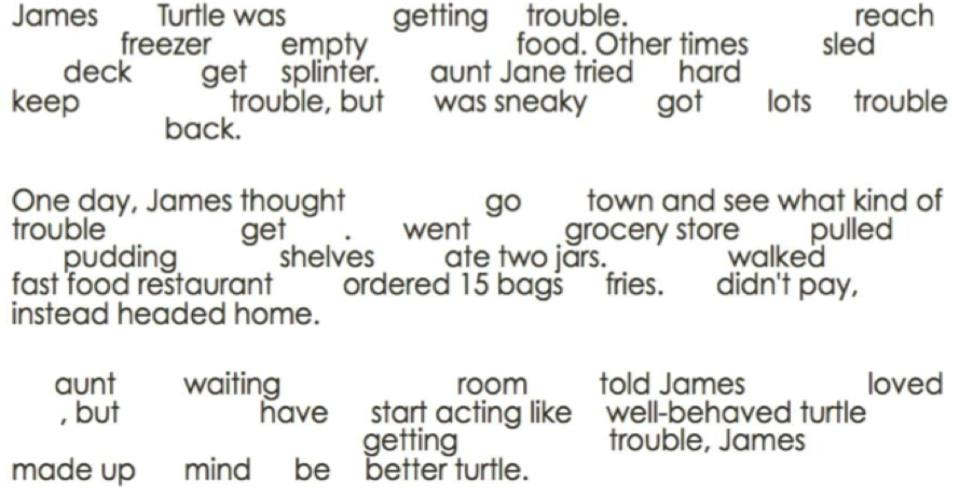 James Turtle was getting trouble. reach
freezer empty food. Other times sled
deck get splinter. aunt Jane tried hard
keep trouble, but was sneaky got lots trouble
back.
One day, James thought go town and see what kind of
trouble get . went grocery store pulled
pudding shelves ate two jars. walked
fast food restaurant ordered 15 bags fries. didn't pay,
instead headed home.
aunt waiting room told James loved
, but have start acting like well-behaved turtle
getting trouble, James
made up mind be better turtle.